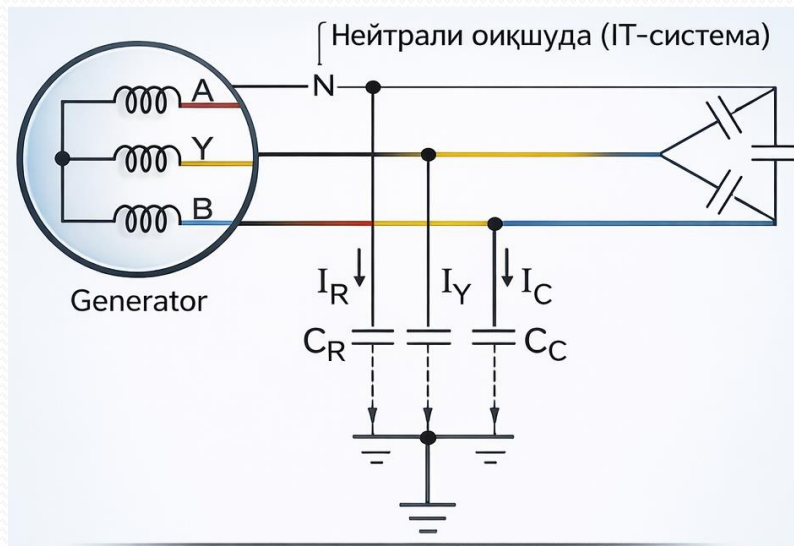 Нейтрали оиқшуда (IT-система)
A
N
Y
B
Generator
I_R
I_Y
I_C
C_R
C_C